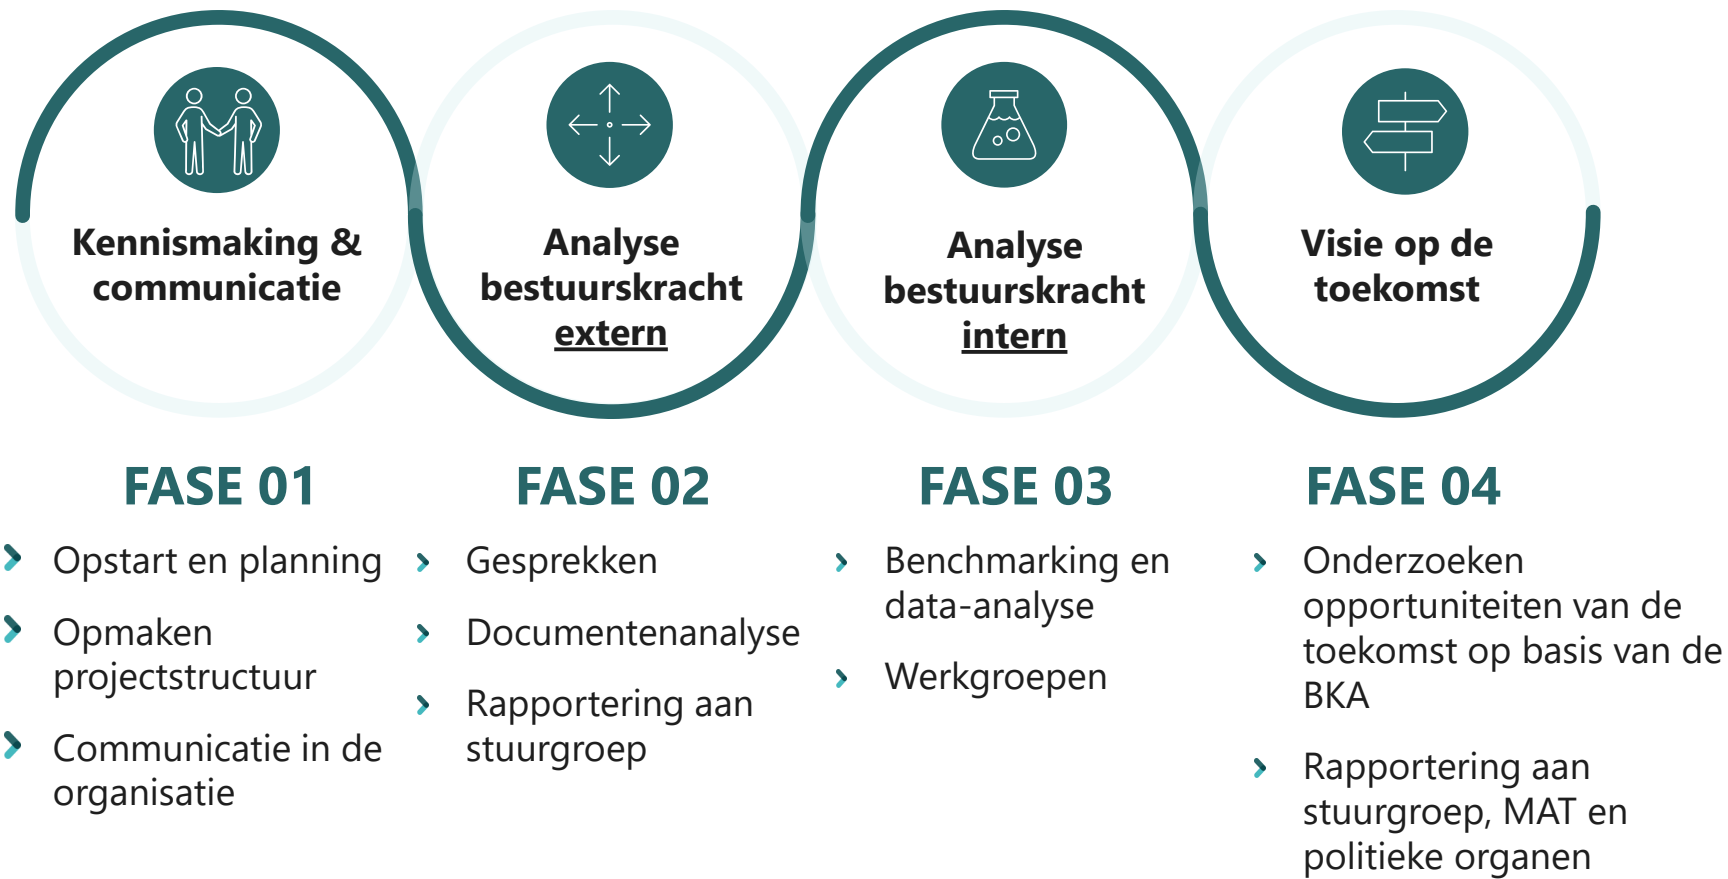 Kennismaking &
communicatie
Analyse
bestuurskracht
extern
Analyse
bestuurskracht
intern
Visie op de
toekomst
FASE 01
Opstart en planning
Opmaken
projectstructuur
Communicatie in de
organisatie
FASE 02
Gesprekken
Documentenanalyse
Rapportering aan
stuurgroep
FASE 03
Benchmarking en
data-analyse
Werkgroepen
FASE 04
Onderzoeken
opportuniteiten van de
toekomst op basis van de
BKA
Rapportering aan
stuurgroep, MAT en
politieke organen